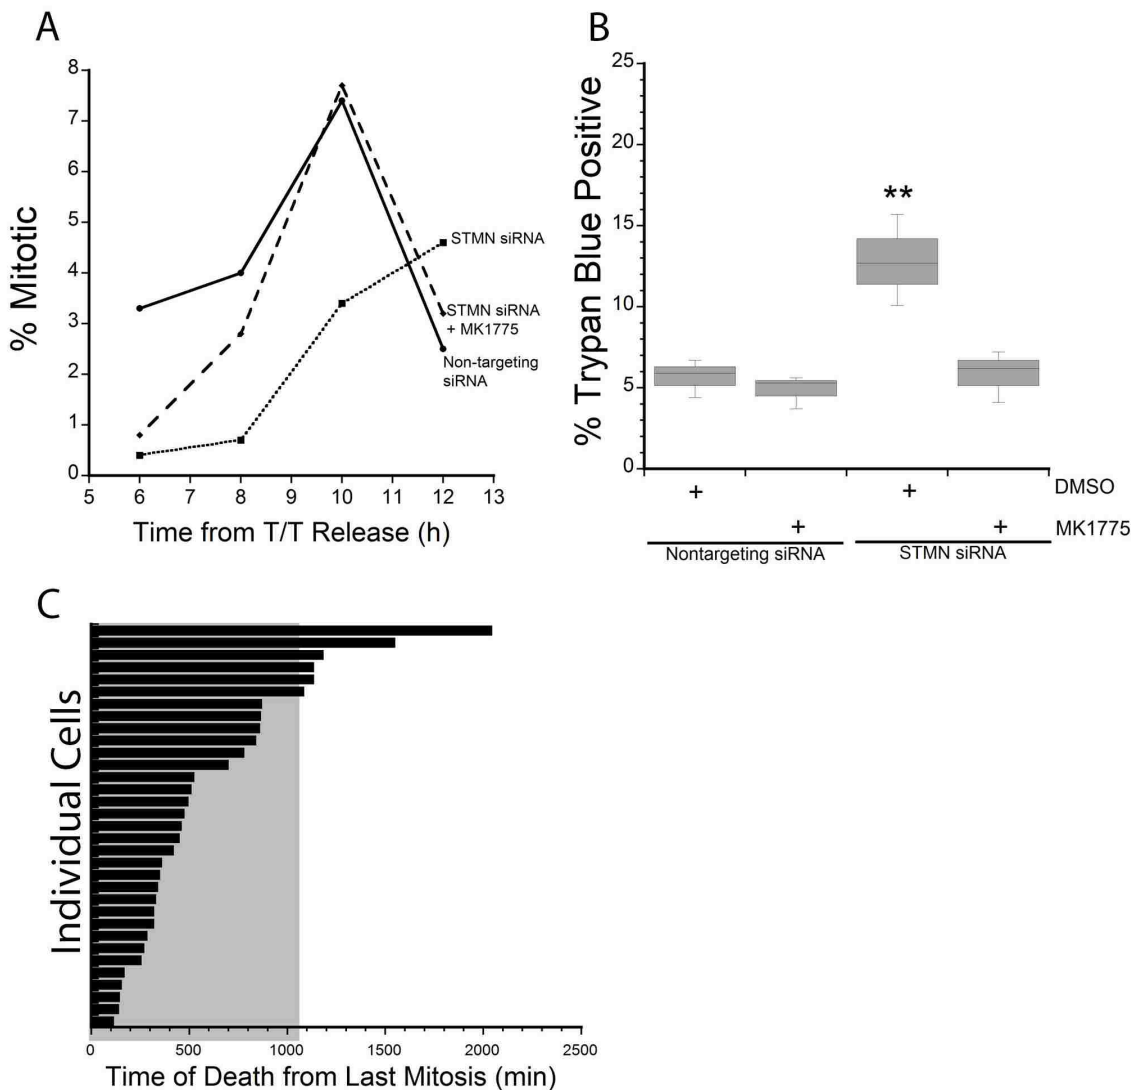 A
8
7
6
5
4
3
2
1
0
% Mitotic
STMN siRNA
STMN siRNA
+ MK1775
Non-targeting
siRNA
5 6 7 8 9 10 11 12 13
Time from T/T Release (h)
B
25
20
15
10
5
0
% Trypan Blue Positive
**
+ + DMSO
+ + MK1775
Nontargeting siRNA STMN siRNA
C
Individual Cells
0 500 1000 1500 2000 2500
Time of Death from Last Mitosis (min)